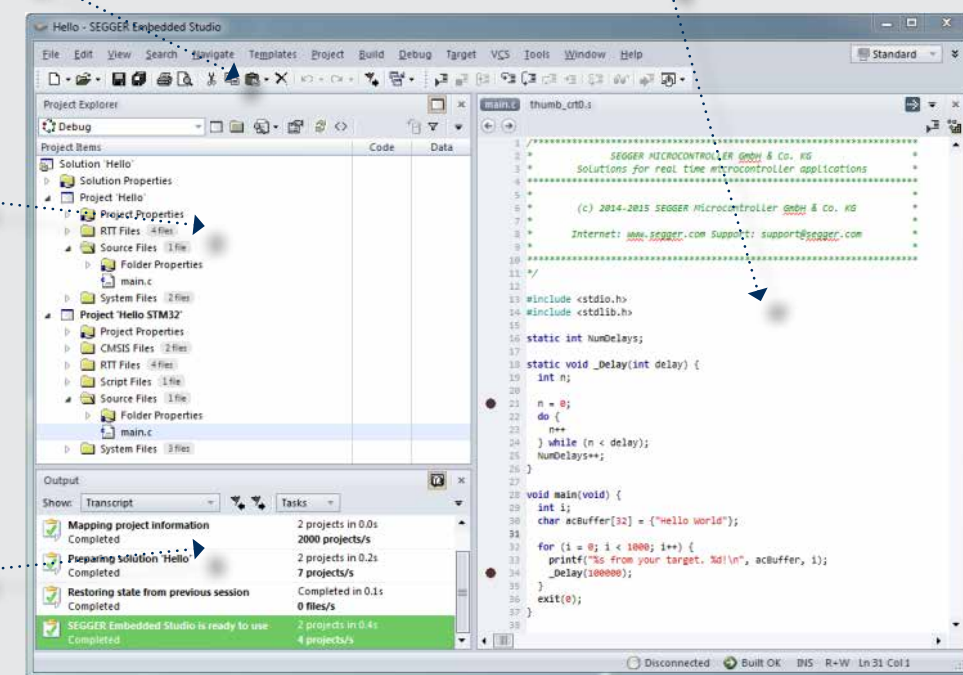 Hello - SEGGER Embedded Studio
File Edit View Search Navigate Templates Project Build Debug Target VCS Tools Window Help
Standard
Project Explorer
Debug
Project Items Code Data
Solution 'Hello'
Solution Properties
Project 'Hello'
Project Properties
RTT Files 4 files
Source Files 1 file
Folder Properties
main.c
System Files 2 files
Project 'Hello STM32'
Project Properties
CMSIS Files 2 files
RTT Files 4 files
Script Files 1 file
Source Files 1 file
Folder Properties
main.c
System Files 3 files
Output
Show: Transcript Tasks
Mapping project information 2 projects in 0.0s
Completed 2000 projects/s
Preparing solution 'Hello' 2 projects in 0.2s
Completed 7 projects/s
Restoring state from previous session Completed in 0.1s
Completed 0 files/s
SEGGER Embedded Studio is ready to use 2 projects in 0.4s
Completed 4 projects/s
main.c thumb_crt0.s
1 /*********************************************************************
2 * SEGGER MICROCONTROLLER GmbH & Co. KG *
3 * Solutions for real time microcontroller applications *
4 **********************************************************************
5 * *
6 * (c) 2014-2015 SEGGER Microcontroller GmbH & Co. KG *
7 * *
8 * Internet: www.segger.com Support: support@segger.com *
9 * *
10 **********************************************************************
11 */
12
13 #include <stdio.h>
14 #include <stdlib.h>
15
16 static int NumDelays;
17
18 static void _Delay(int delay) {
19 int n;
20
21 n = 0;
22 do {
23 n++
24 } while (n < delay);
25 NumDelays++;
26 }
27
28 void main(void) {
29 int i;
30 char acBuffer[32] = {"Hello World"};
31
32 for (i = 0; i < 1000; i++) {
33 printf("%s from your target. %d!\n", acBuffer, i);
34 _Delay(100000);
35 }
36 exit(0);
37 }
38
Disconnected Built OK INS R+W Ln 31 Col 1